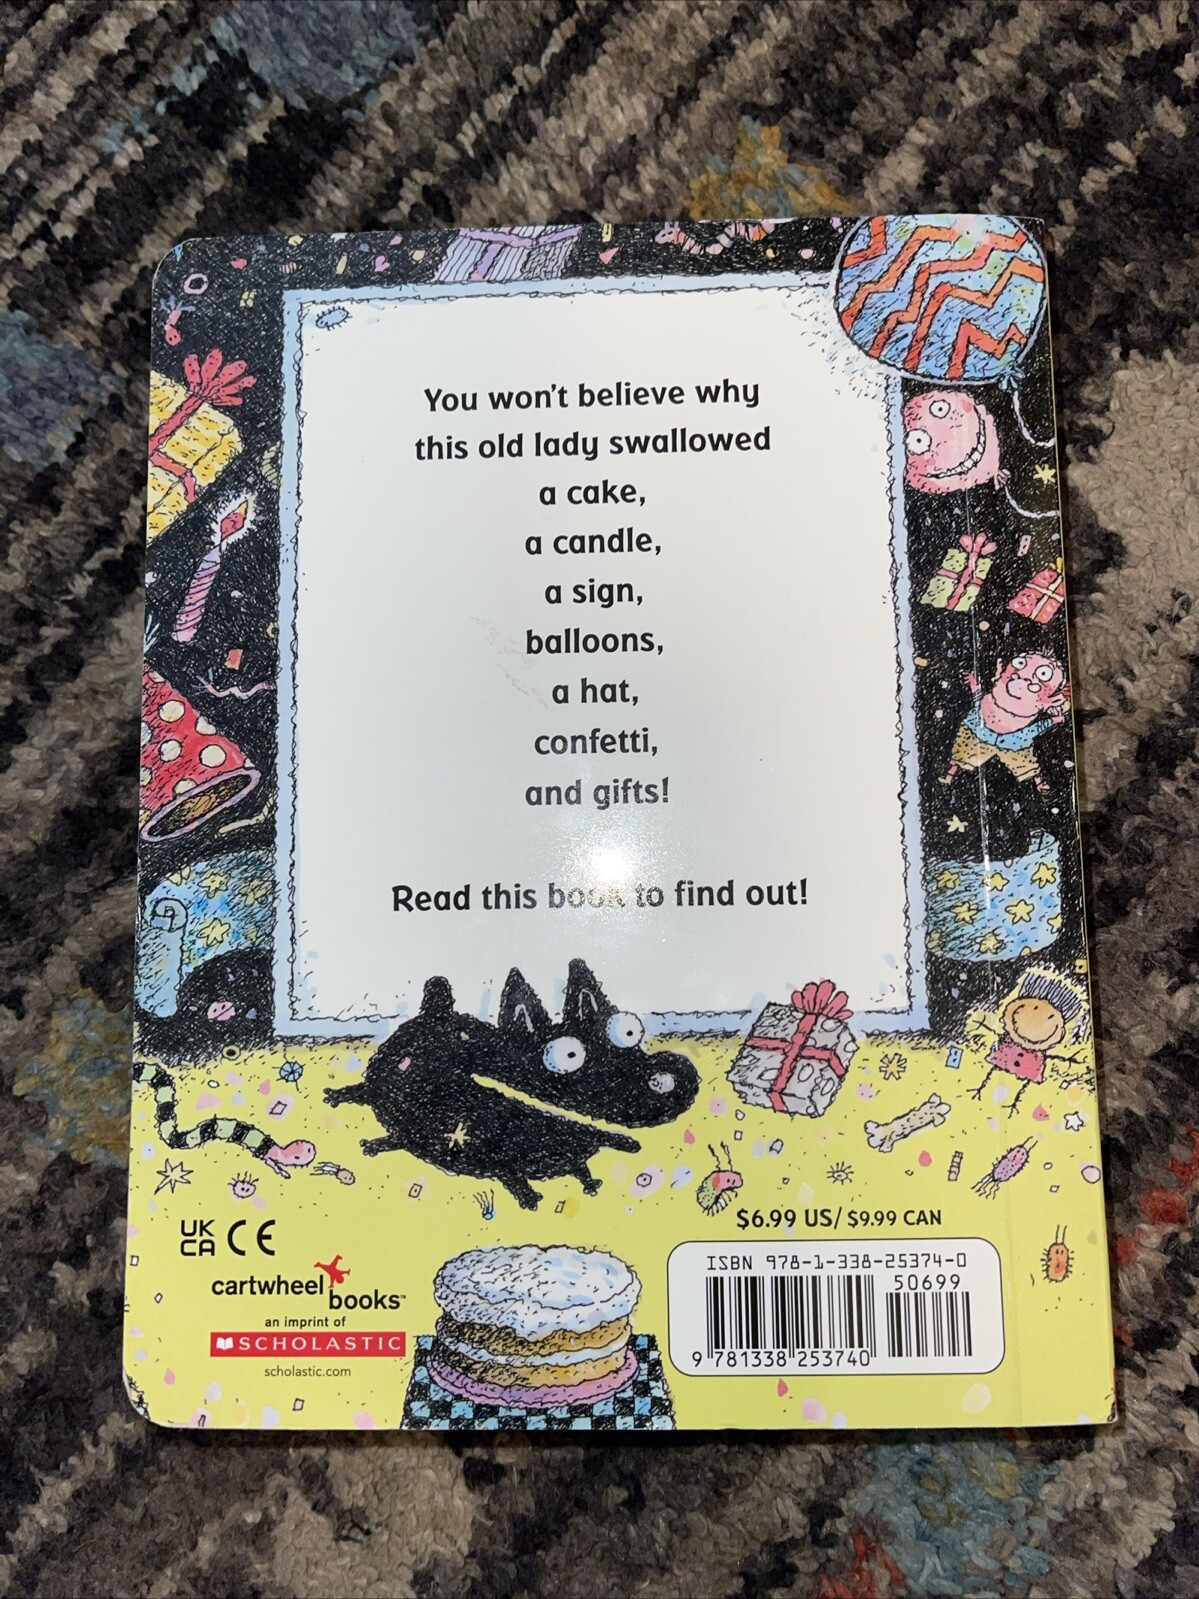 You won't believe why
this old lady swallowed
a cake,
a candle,
a sign,
balloons,
a hat,
confetti,
and gifts!
Read this book to find out!
UK
CA CE
cartwheel
books™
an imprint of
SCHOLASTIC
scholastic.com
$6.99 US/ $9.99 CAN
ISBN 978-1-338-25374-0
50699
9 781338 253740